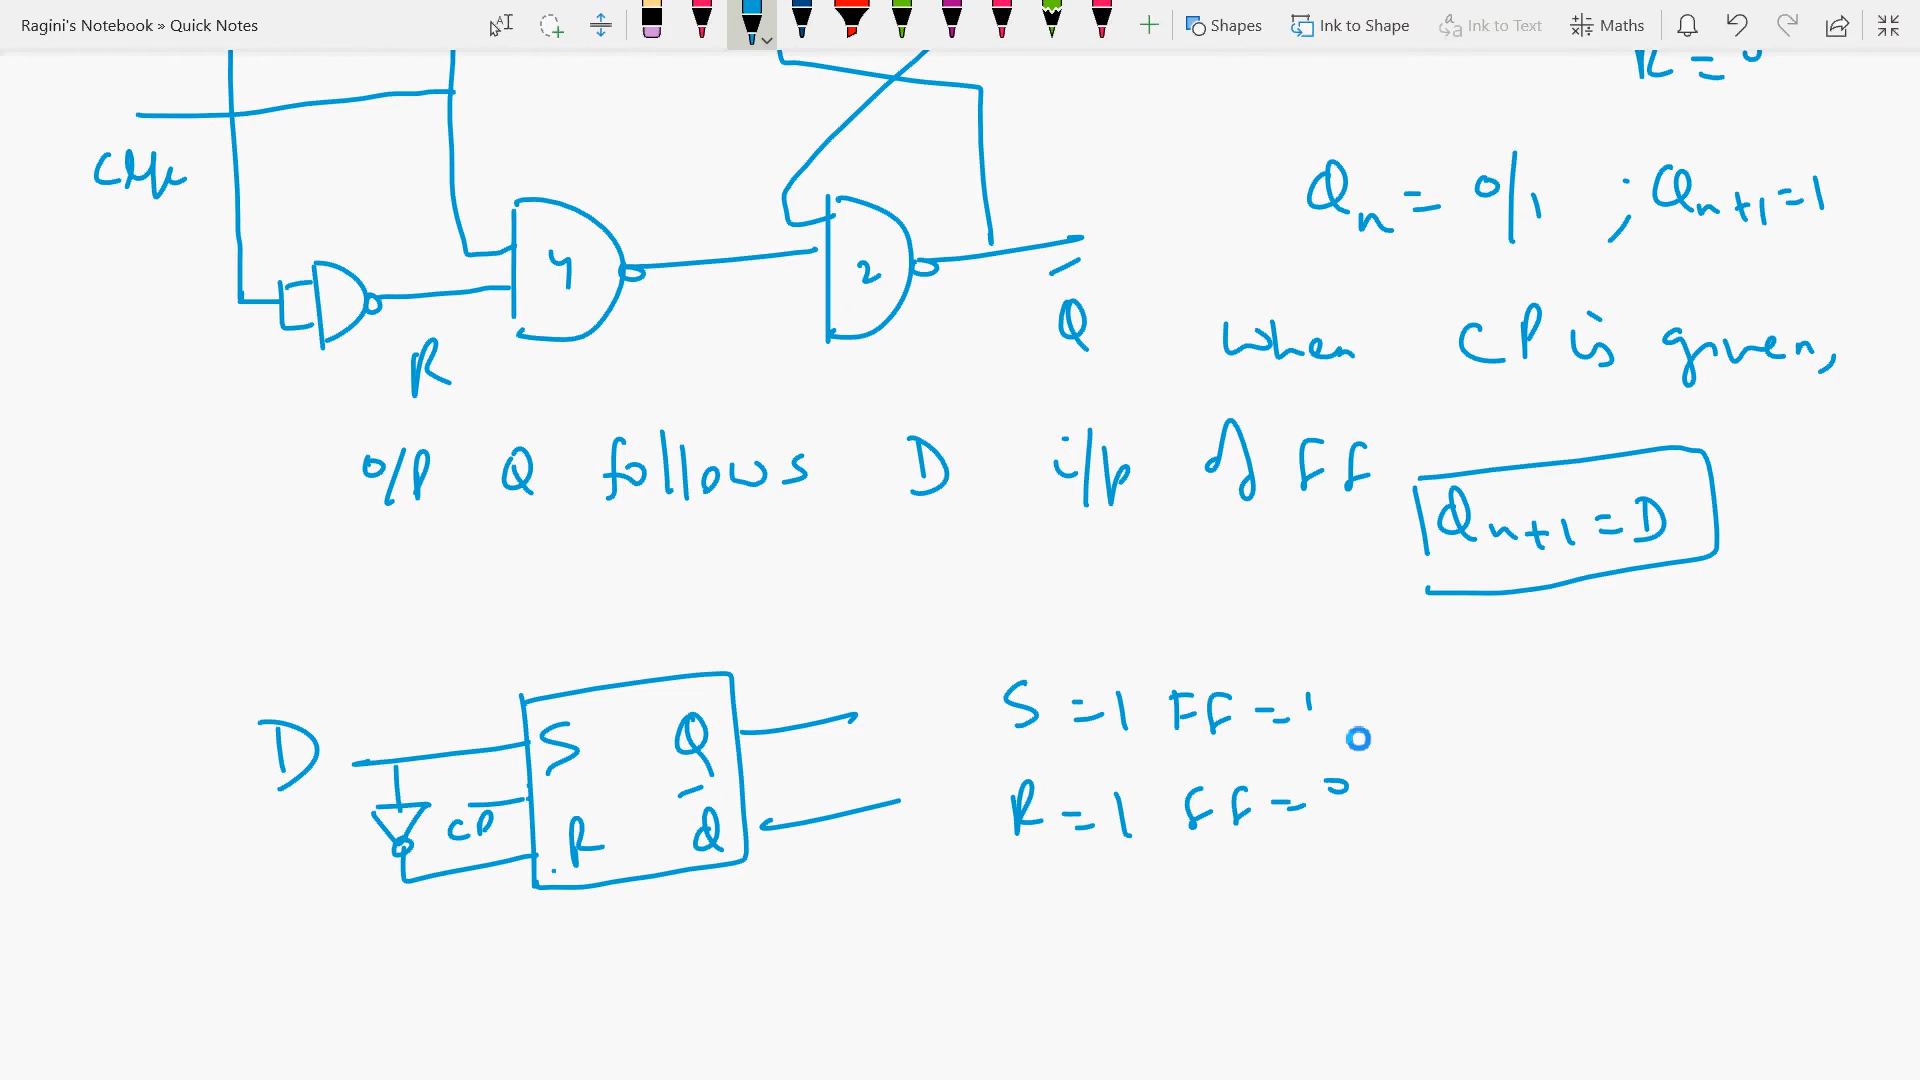 Ragini's Notebook » Quick Notes
Shapes
Ink to Shape
Ink to Text
Maths
R = 0
Clk
4
2
R
Q̅
Qn = 0/1 ; Qn+1 = 1
when CP is given,
o/p Q follows D i/p of FF
Qn+1 = D
D
S Q
CP
R Q̅
S = 1 FF = 1
R = 1 FF = 0